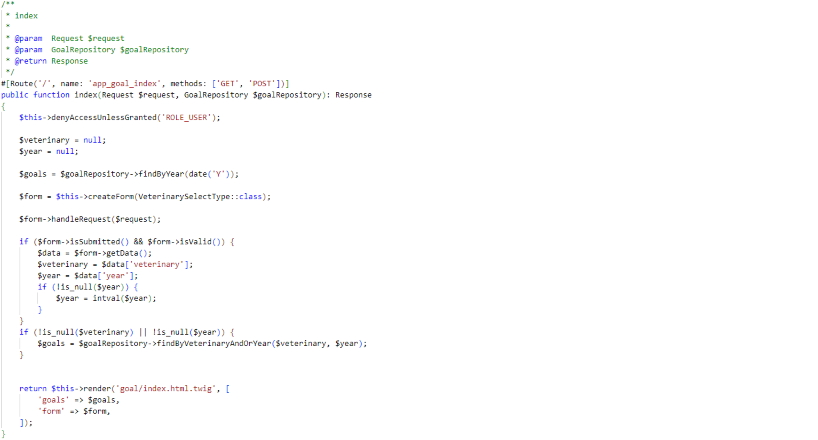 /**
 * index
 *
 * @param  Request $request
 * @param  GoalRepository $goalRepository
 * @return Response
 */
#[Route('/', name: 'app_goal_index', methods: ['GET', 'POST'])]
public function index(Request $request, GoalRepository $goalRepository): Response
{
    $this->denyAccessUnlessGranted('ROLE_USER');

    $veterinary = null;
    $year = null;

    $goals = $goalRepository->findByYear(date('Y'));

    $form = $this->createForm(VeterinarySelectType::class);

    $form->handleRequest($request);

    if ($form->isSubmitted() && $form->isValid()) {
        $data = $form->getData();
        $veterinary = $data['veterinary'];
        $year = $data['year'];
        if (!is_null($year)) {
            $year = intval($year);
        }
    }
    if (!is_null($veterinary) || !is_null($year)) {
        $goals = $goalRepository->findByVeterinaryAndOrYear($veterinary, $year);
    }


    return $this->render('goal/index.html.twig', [
        'goals' => $goals,
        'form' => $form,
    ]);
}